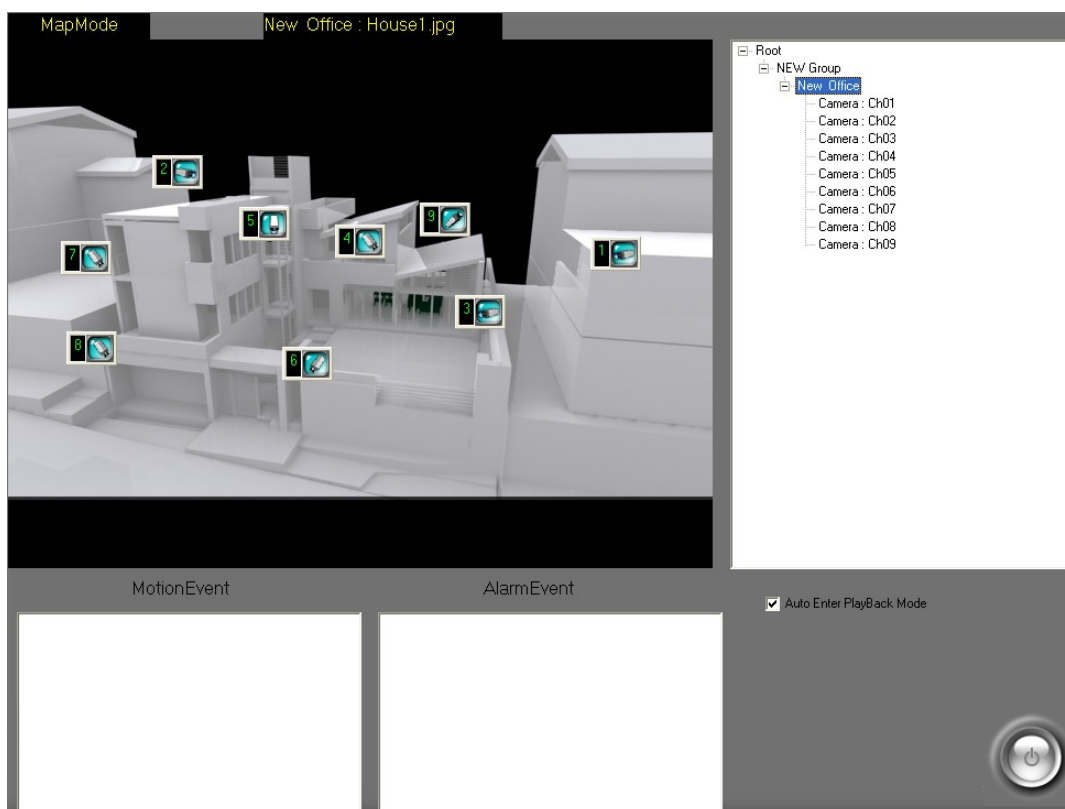 MapMode
New Office : House1.jpg
Root
NEW Group
New Office
Camera : Ch01
Camera : Ch02
Camera : Ch03
Camera : Ch04
Camera : Ch05
Camera : Ch06
Camera : Ch07
Camera : Ch08
Camera : Ch09
2
5
9
4
7
1
3
8
6
MotionEvent
AlarmEvent
Auto Enter PlayBack Mode